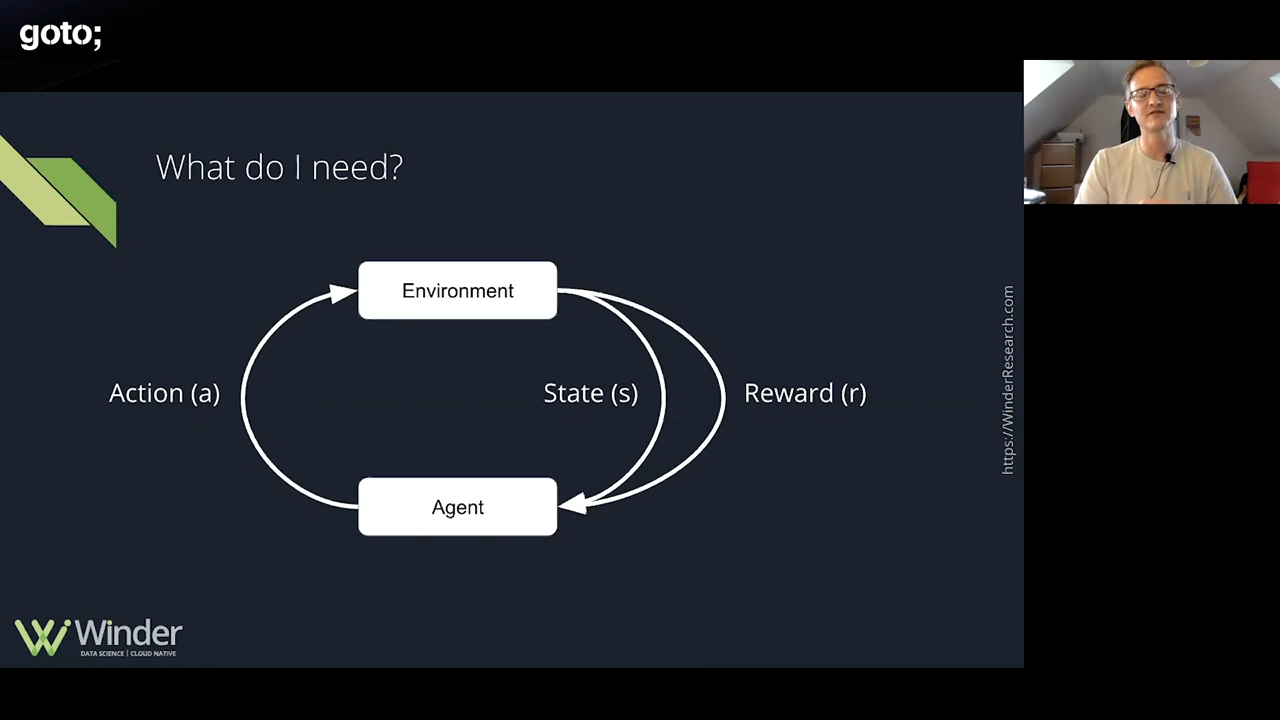 goto;
What do I need?
Environment
Action (a)
State (s)
Reward (r)
Agent
https://WinderResearch.com
Winder
DATA SCIENCE | CLOUD NATIVE